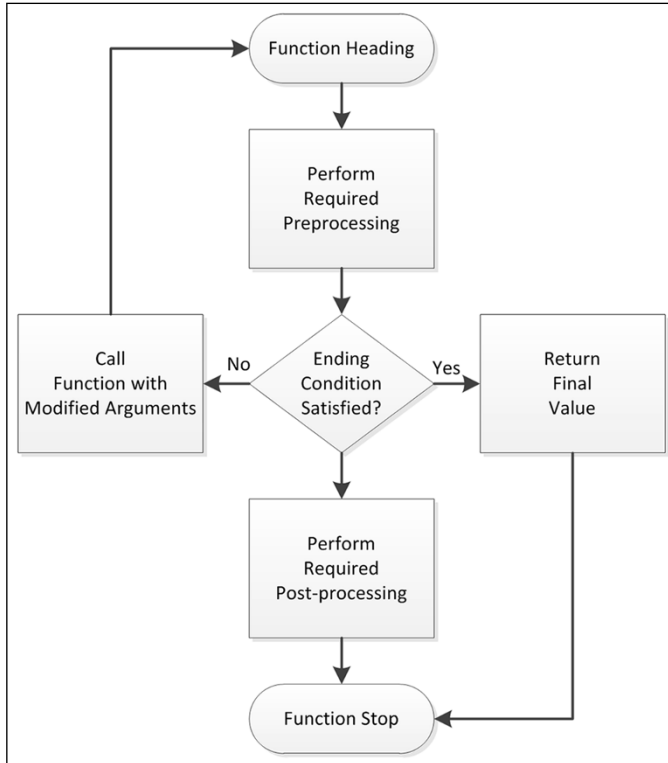 Function Heading
Perform
Required
Preprocessing
Call
Function with
Modified Arguments
No
Ending
Condition
Satisfied?
Yes
Return
Final
Value
Perform
Required
Post-processing
Function Stop